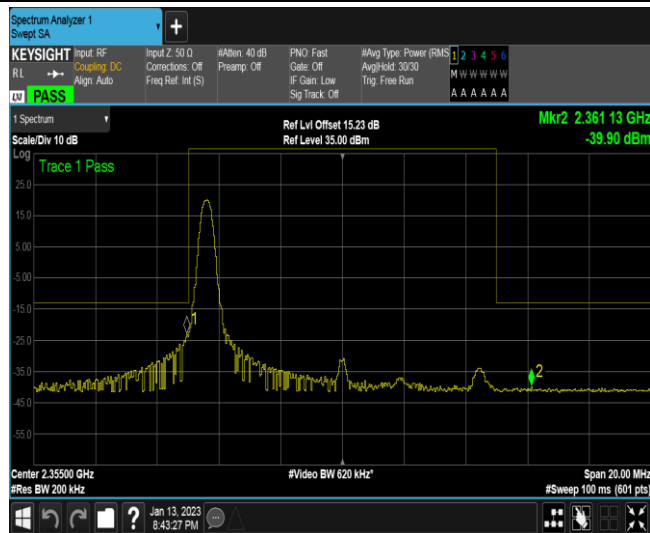 Spectrum Analyzer 1
Swept SA
+
KEYSIGHT
RL
LXI
PASS
Input: RF
Coupling: DC
Align: Auto
Input Z: 50 Ω
Corrections: Off
Freq Ref: Int (S)
#Atten: 40 dB
Preamp: Off
PNO: Fast
Gate: Off
IF Gain: Low
Sig Track: Off
#Avg Type: Power (RMS
Avg|Hold: 30/30
Trig: Free Run
1 2 3 4 5 6
M W W W W W
A A A A A A
1 Spectrum
Scale/Div 10 dB
Log
Ref Lvl Offset 15.23 dB
Ref Level 35.00 dBm
Mkr2 2.361 13 GHz
-39.90 dBm
Trace 1 Pass
25.0
15.0
5.00
-5.00
-15.0
-25.0
-35.0
-45.0
-55.0
1
2
Center 2.35500 GHz
#Res BW 200 kHz
#Video BW 620 kHz*
Span 20.00 MHz
#Sweep 100 ms (601 pts)
?
Jan 13, 2023
8:43:27 PM